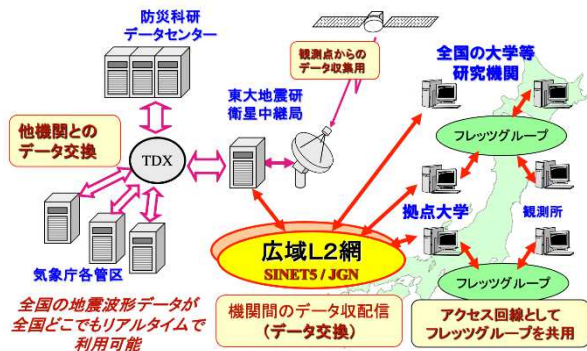 防災科研
データセンター
観測点からの
データ収集用
全国の大学等
研究機関
東大地震研
衛星中継局
他機関との
データ交換
TDX
フレッツグループ
拠点大学
観測所
気象庁各管区
広域L2網
SINET5 / JGN
フレッツグループ
全国の地震波形データが
全国どこでもリアルタイムで
利用可能
機関間のデータ収配信
(データ交換)
アクセス回線として
フレッツグループを共用